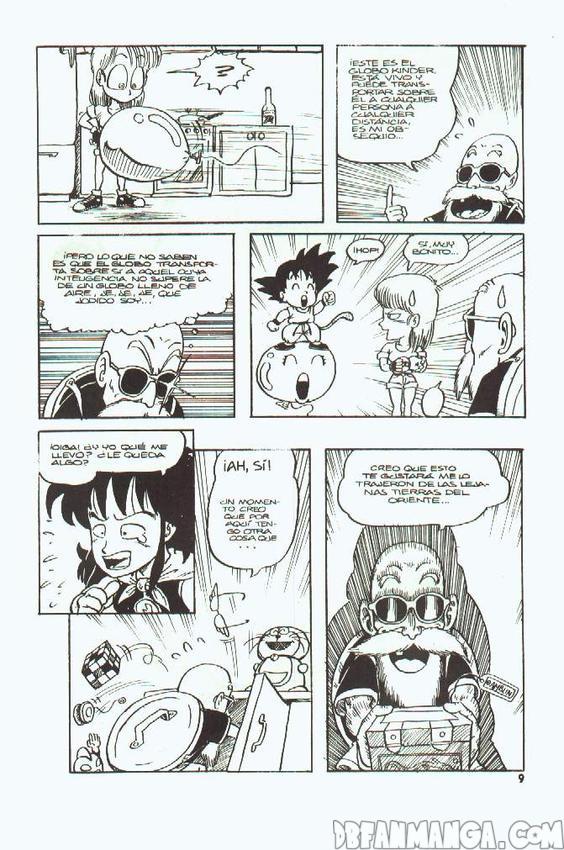 ?
¡ESTE ES EL
GLOBO KINDER,
ESTÁ VIVO Y
PUEDE TRANS-
PORTAR SOBRE
ÉL A CUALQUIER
PERSONA A
CUALQUIER
DISTANCIA,
ES MI OB-
SEQUIO...
¡PERO LO QUE NO SABEN
ES QUE EL GLOBO TRANSPOR-
TA SOBRE SÍ A AQUEL CUYA
INTELIGENCIA NO SUPERE LA
DE UN GLOBO LLENO DE
AIRE, JE, JE, JE, QUE
JODIDO SOY...
¡HOP!
SÍ, MUY
BONITO...
¡OIGA! ¿Y YO QUÉ ME
LLEVO? ¿LE QUEDA
ALGO?
¡AH, SÍ!
UN MOMEN-
TO CREO
QUE POR
AQUÍ TEN-
GO OTRA
COSA QUE
...
CREO QUE ESTO
TE GUSTARÁ ME LO
TRAJERON DE LAS LEJA-
NAS TIERRAS DEL
ORIENTE...
9
DBFANMANGA.COM